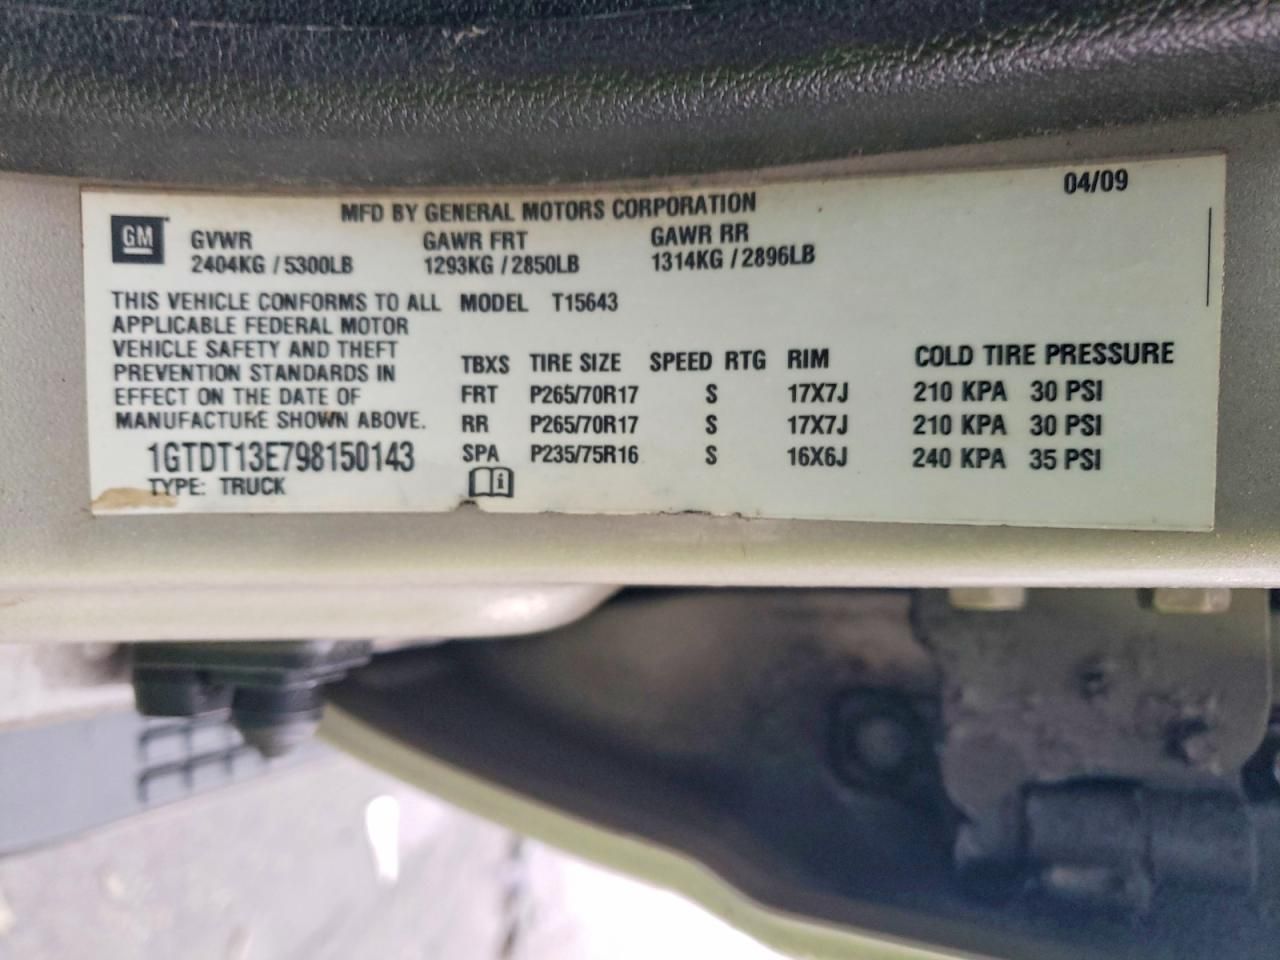 04/09
MFD BY GENERAL MOTORS CORPORATION
GM
GVWR GAWR FRT GAWR RR
2404KG / 5300LB 1293KG / 2850LB 1314KG / 2896LB
THIS VEHICLE CONFORMS TO ALL MODEL T15643
APPLICABLE FEDERAL MOTOR
VEHICLE SAFETY AND THEFT
PREVENTION STANDARDS IN
EFFECT ON THE DATE OF
MANUFACTURE SHOWN ABOVE.
TBXS TIRE SIZE SPEED RTG RIM COLD TIRE PRESSURE
FRT P265/70R17 S 17X7J 210 KPA 30 PSI
RR P265/70R17 S 17X7J 210 KPA 30 PSI
SPA P235/75R16 S 16X6J 240 KPA 35 PSI
1GTDT13E798150143
TYPE: TRUCK
i